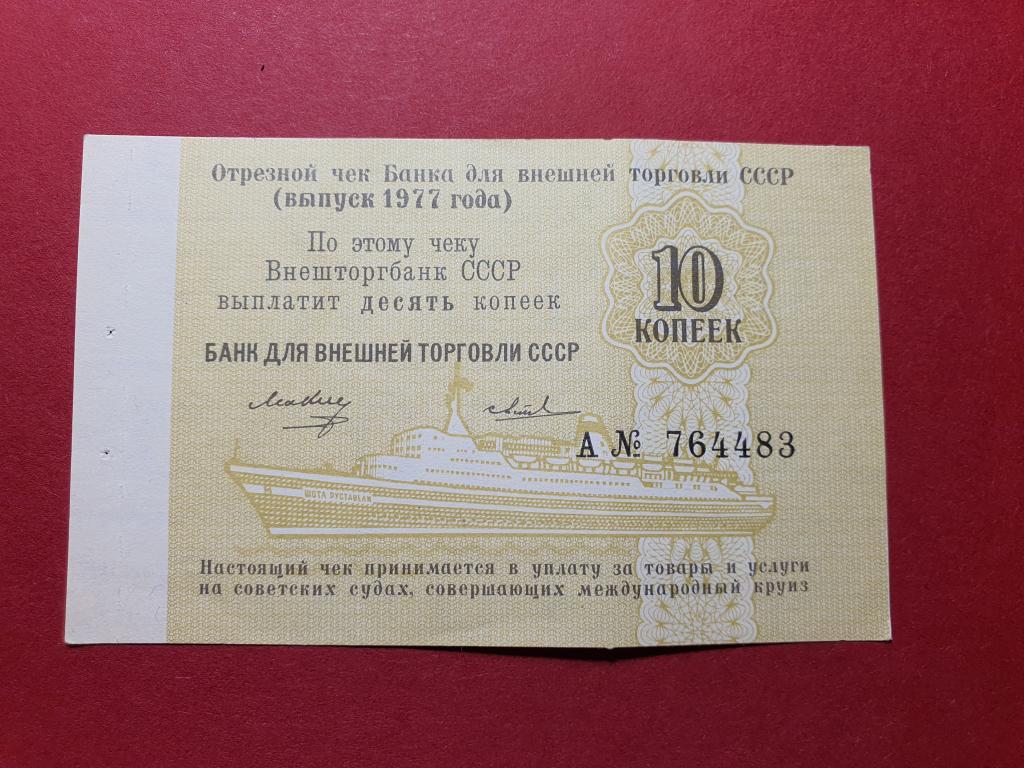 Отрезной чек Банка для внешней торговли СССР
(выпуск 1977 года)
По этому чеку
Внешторгбанк СССР
выплатит десять копеек
10
КОПЕЕК
БАНК ДЛЯ ВНЕШНЕЙ ТОРГОВЛИ СССР
А № 764483
ШОТА РУСТАВЕЛИ
Настоящий чек принимается в уплату за товары и услуги
на советских судах, совершающих международный круиз